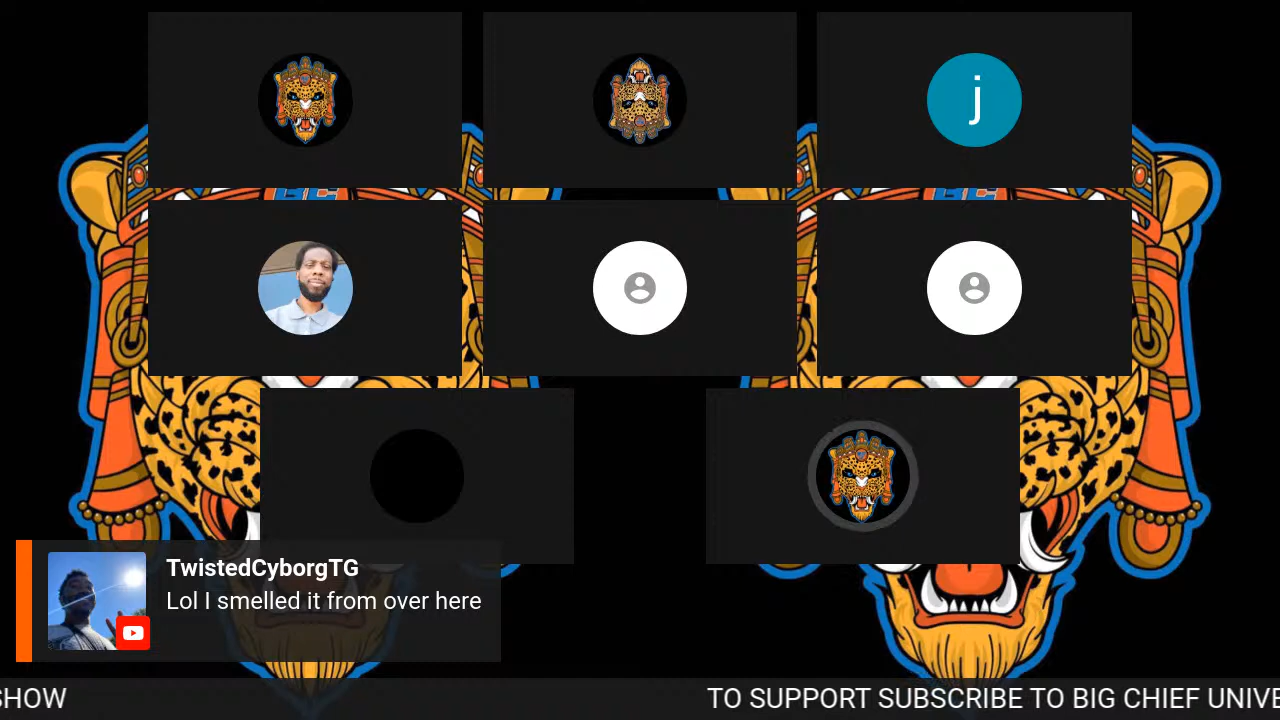 j
TwistedCyborgTG
Lol I smelled it from over here
SHOW
TO SUPPORT SUBSCRIBE TO BIG CHIEF UNIVE